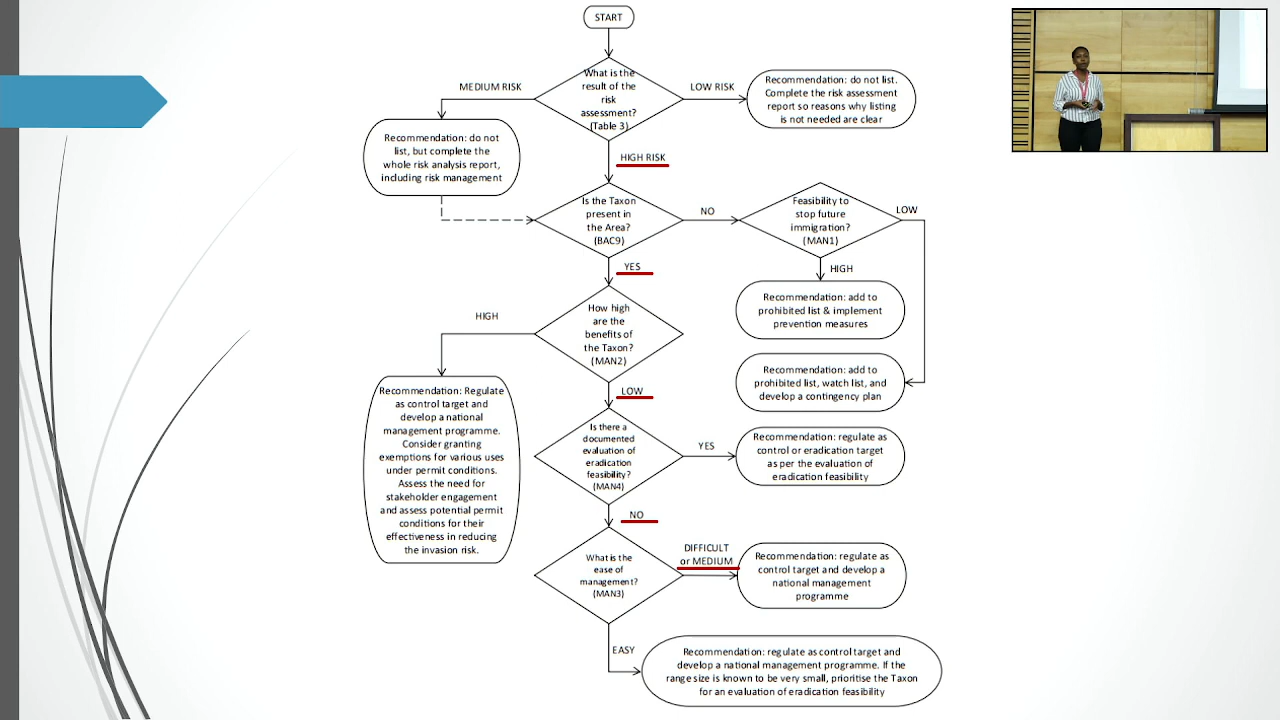 START
What is the
result of the
risk
assessment?
(Table 3)
MEDIUM RISK
LOW RISK
Recommendation: do not list.
Complete the risk assessment
report so reasons why listing
is not needed are clear
Recommendation: do not
list, but complete the
whole risk analysis report,
including risk management
HIGH RISK
Is the Taxon
present in
the Area?
(BAC9)
NO
Feasibility to
stop future
immigration?
(MAN1)
LOW
HIGH
Recommendation: add to
prohibited list & implement
prevention measures
Recommendation: add to
prohibited list, watch list, and
develop a contingency plan
YES
How high
are the
benefits of
the Taxon?
(MAN2)
HIGH
Recommendation: Regulate
as control target and
develop a national
management programme.
Consider granting
exemptions for various uses
under permit conditions.
Assess the need for
stakeholder engagement
and assess potential permit
conditions for their
effectiveness in reducing
the invasion risk.
LOW
Is there a
documented
evaluation of
eradication
feasibility?
(MAN4)
YES
Recommendation: regulate as
control or eradication target
as per the evaluation of
eradication feasibility
NO
What is the
ease of
management?
(MAN3)
DIFFICULT
or MEDIUM
Recommendation: regulate as
control target and develop a
national management
programme
EASY
Recommendation: regulate as control target and
develop a national management programme. If the
range size is known to be very small, prioritise the Taxon
for an evaluation of eradication feasibility